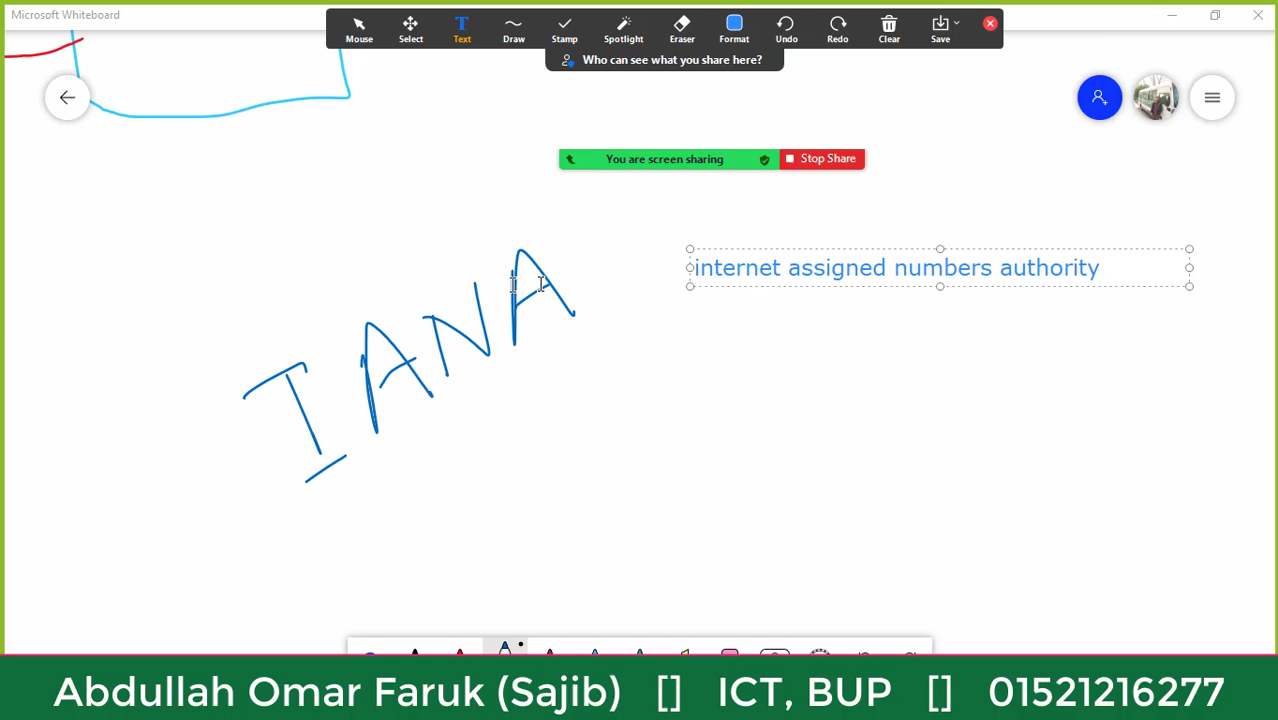 Microsoft Whiteboard
Mouse Select Text Draw Stamp Spotlight Eraser Format Undo Redo Clear Save
Who can see what you share here?
You are screen sharing Stop Share
internet assigned numbers authority
IANA
Abdullah Omar Faruk (Sajib) [] ICT, BUP [] 01521216277